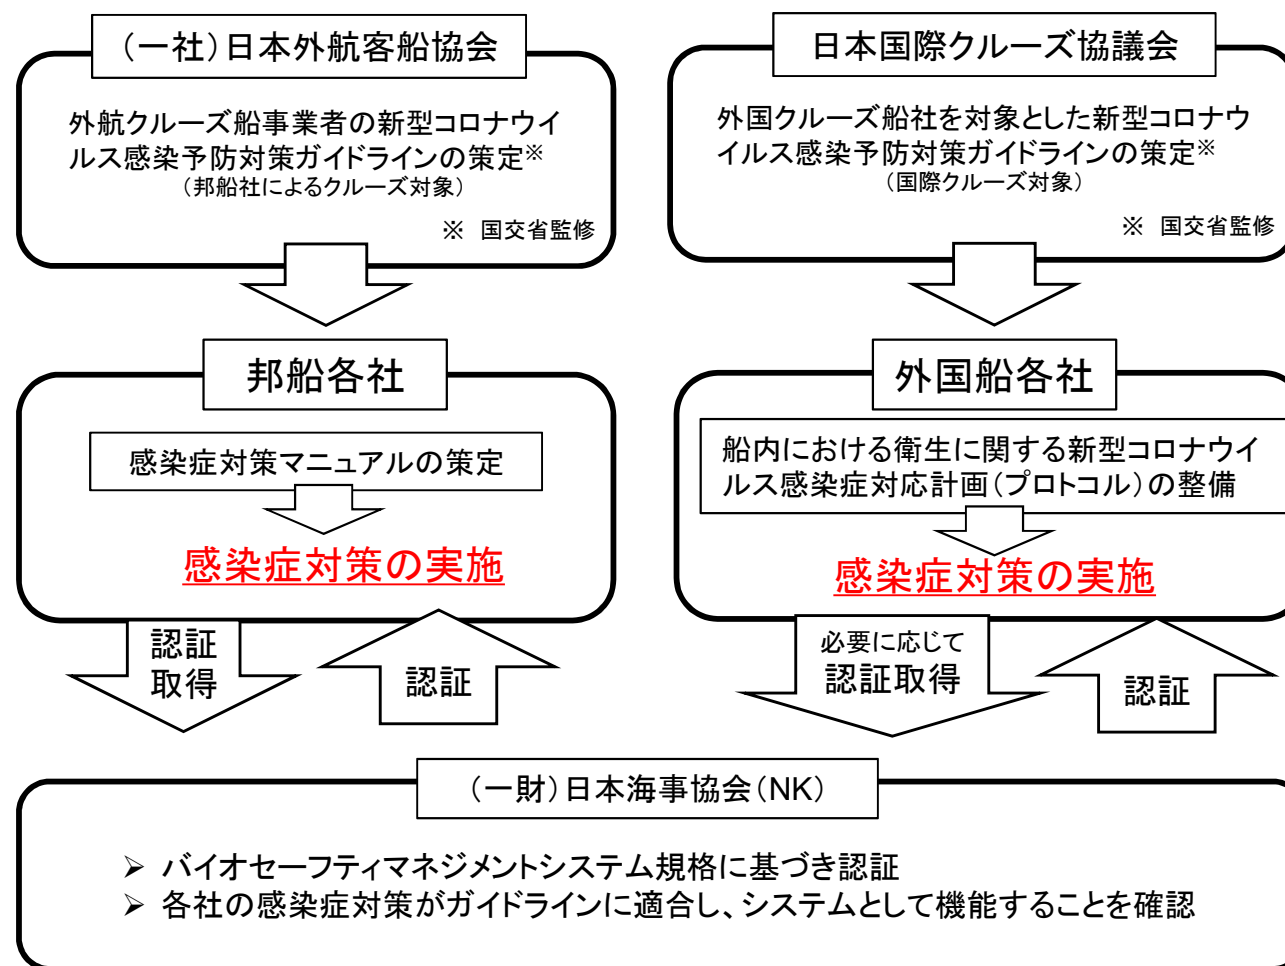 （一社）日本外航客船協会
外航クルーズ船事業者の新型コロナウイ
ルス感染予防対策ガイドラインの策定※
（邦船社によるクルーズ対象）
※ 国交省監修
日本国際クルーズ協議会
外国クルーズ船社を対象とした新型コロナウ
イルス感染予防対策ガイドラインの策定※
（国際クルーズ対象）
※ 国交省監修
邦船各社
感染症対策マニュアルの策定
感染症対策の実施
外国船各社
船内における衛生に関する新型コロナウイ
ルス感染症対応計画（プロトコル）の整備
感染症対策の実施
認証
取得
認証
必要に応じて
認証取得
認証
（一財）日本海事協会（NK）
➢ バイオセーフティマネジメントシステム規格に基づき認証
➢ 各社の感染症対策がガイドラインに適合し、システムとして機能することを確認